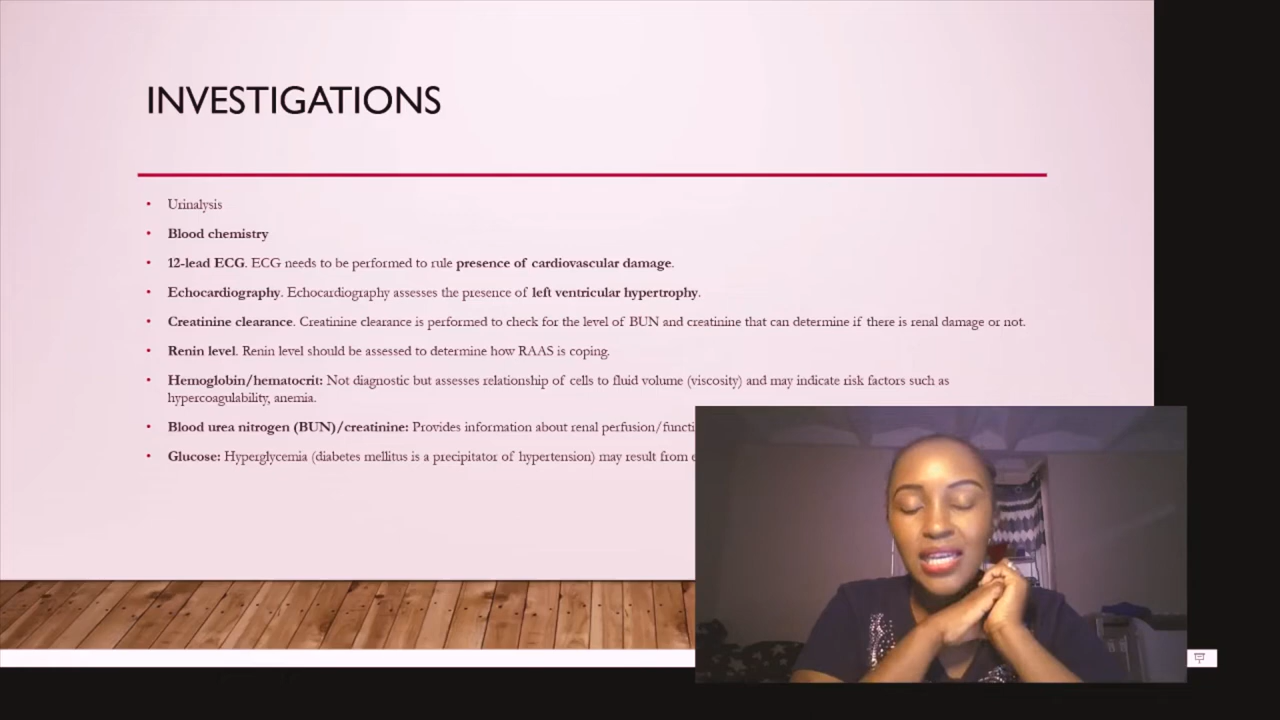 INVESTIGATIONS
• Urinalysis
• Blood chemistry
• 12-lead ECG. ECG needs to be performed to rule presence of cardiovascular damage.
• Echocardiography. Echocardiography assesses the presence of left ventricular hypertrophy.
• Creatinine clearance. Creatinine clearance is performed to check for the level of BUN and creatinine that can determine if there is renal damage or not.
• Renin level. Renin level should be assessed to determine how RAAS is coping.
• Hemoglobin/hematocrit: Not diagnostic but assesses relationship of cells to fluid volume (viscosity) and may indicate risk factors such as
hypercoagulability, anemia.
• Blood urea nitrogen (BUN)/creatinine: Provides information about renal
• Glucose: Hyperglycemia (diabetes mellitus is a precipitator of hypertension) may result from